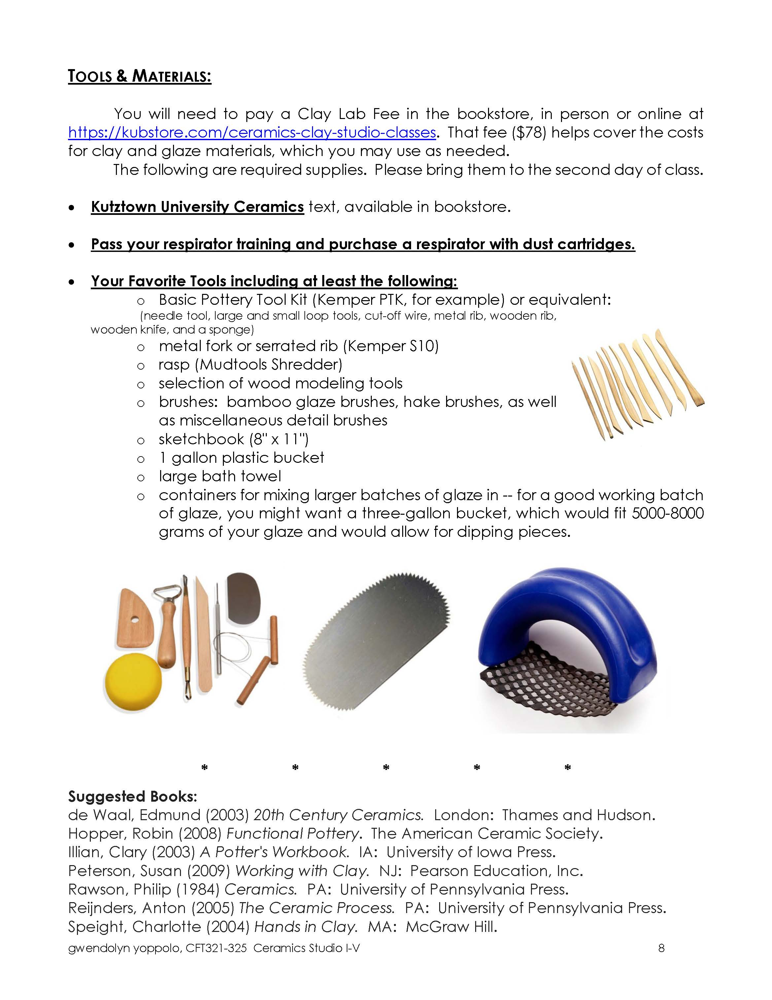 TOOLS & MATERIALS:
You will need to pay a Clay Lab Fee in the bookstore, in person or online at
https://kubstore.com/ceramics-clay-studio-classes. That fee ($78) helps cover the costs
for clay and glaze materials, which you may use as needed.
The following are required supplies. Please bring them to the second day of class.
• Kutztown University Ceramics text, available in bookstore.
• Pass your respirator training and purchase a respirator with dust cartridges.
• Your Favorite Tools including at least the following:
o Basic Pottery Tool Kit (Kemper PTK, for example) or equivalent:
(needle tool, large and small loop tools, cut-off wire, metal rib, wooden rib,
wooden knife, and a sponge)
o metal fork or serrated rib (Kemper S10)
o rasp (Mudtools Shredder)
o selection of wood modeling tools
o brushes: bamboo glaze brushes, hake brushes, as well
as miscellaneous detail brushes
o sketchbook (8" x 11")
o 1 gallon plastic bucket
o large bath towel
o containers for mixing larger batches of glaze in -- for a good working batch
of glaze, you might want a three-gallon bucket, which would fit 5000-8000
grams of your glaze and would allow for dipping pieces.
* * * * *
Suggested Books:
de Waal, Edmund (2003) 20th Century Ceramics. London: Thames and Hudson.
Hopper, Robin (2008) Functional Pottery. The American Ceramic Society.
Illian, Clary (2003) A Potter's Workbook. IA: University of Iowa Press.
Peterson, Susan (2009) Working with Clay. NJ: Pearson Education, Inc.
Rawson, Philip (1984) Ceramics. PA: University of Pennsylvania Press.
Reijnders, Anton (2005) The Ceramic Process. PA: University of Pennsylvania Press.
Speight, Charlotte (2004) Hands in Clay. MA: McGraw Hill.
gwendolyn yoppolo, CFT321-325 Ceramics Studio I-V 8